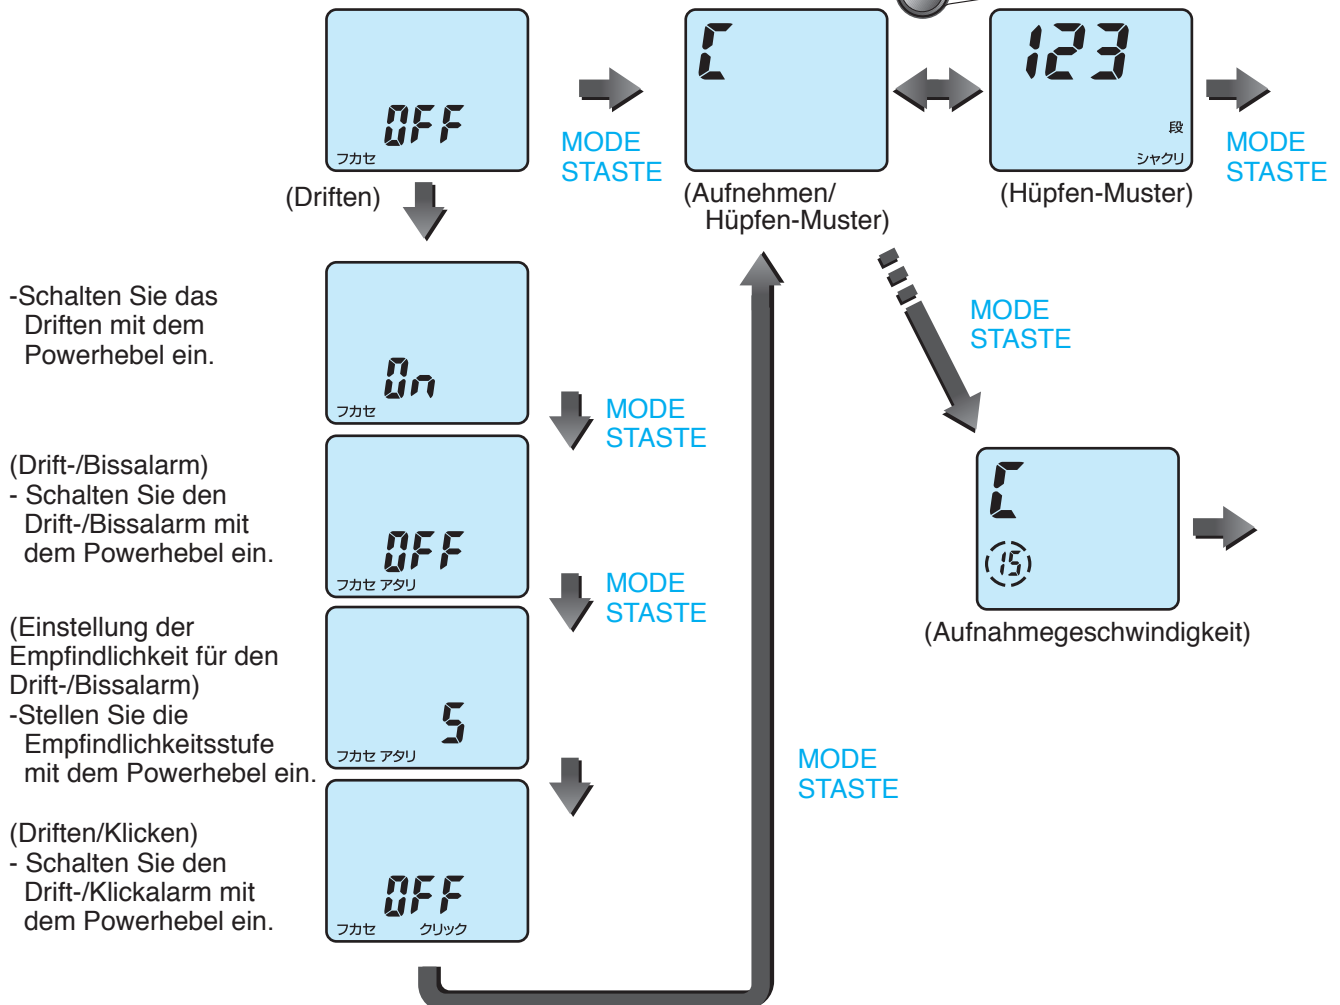 OFF
フカセ
(Driften)
MODE
STASTE
C
(Aufnehmen/
Hüpfen-Muster)
123
段
シャクリ
(Hüpfen-Muster)
MODE
STASTE
-Schalten Sie das
Driften mit dem
Powerhebel ein.
On
フカセ
MODE
STASTE
(Drift-/Bissalarm)
- Schalten Sie den
Drift-/Bissalarm mit
dem Powerhebel ein.
OFF
フカセ アタリ
MODE
STASTE
(Einstellung der
Empfindlichkeit für den
Drift-/Bissalarm)
-Stellen Sie die
Empfindlichkeitsstufe
mit dem Powerhebel ein.
5
フカセ アタリ
(Driften/Klicken)
- Schalten Sie den
Drift-/Klickalarm mit
dem Powerhebel ein.
OFF
フカセ クリック
MODE
STASTE
MODE
STASTE
C
15
(Aufnahmegeschwindigkeit)